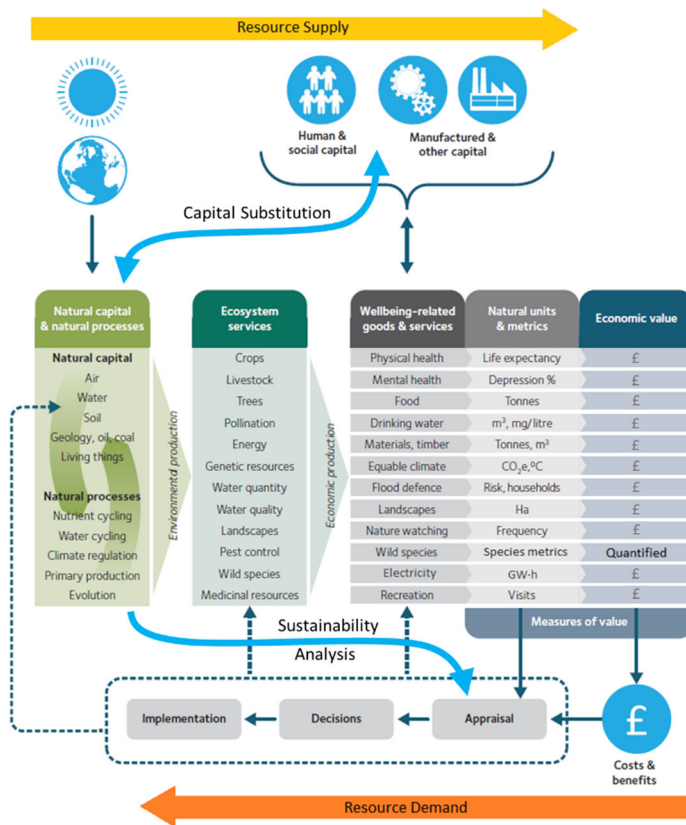 Resource Supply
Human &
social capital
Manufactured &
other capital
Capital Substitution
Natural capital
& natural processes
Ecosystem
services
Wellbeing-related
goods & services
Natural units
& metrics
Economic value
Natural capital
Air
Water
Soil
Geology, oil, coal
Living things
Natural processes
Nutrient cycling
Water cycling
Climate regulation
Primary production
Evolution
Environmental production
Crops
Livestock
Trees
Pollination
Energy
Genetic resources
Water quantity
Water quality
Landscapes
Pest control
Wild species
Medicinal resources
Economic production
Physical health Life expectancy £
Mental health Depression % £
Food Tonnes £
Drinking water m³, mg/litre £
Materials, timber Tonnes, m³ £
Equable climate CO₂e,ºC £
Flood defence Risk, households £
Landscapes Ha £
Nature watching Frequency £
Wild species Species metrics Quantified
Electricity GW·h £
Recreation Visits £
Measures of value
Sustainability
Analysis
Implementation
Decisions
Appraisal
£
Costs &
benefits
Resource Demand